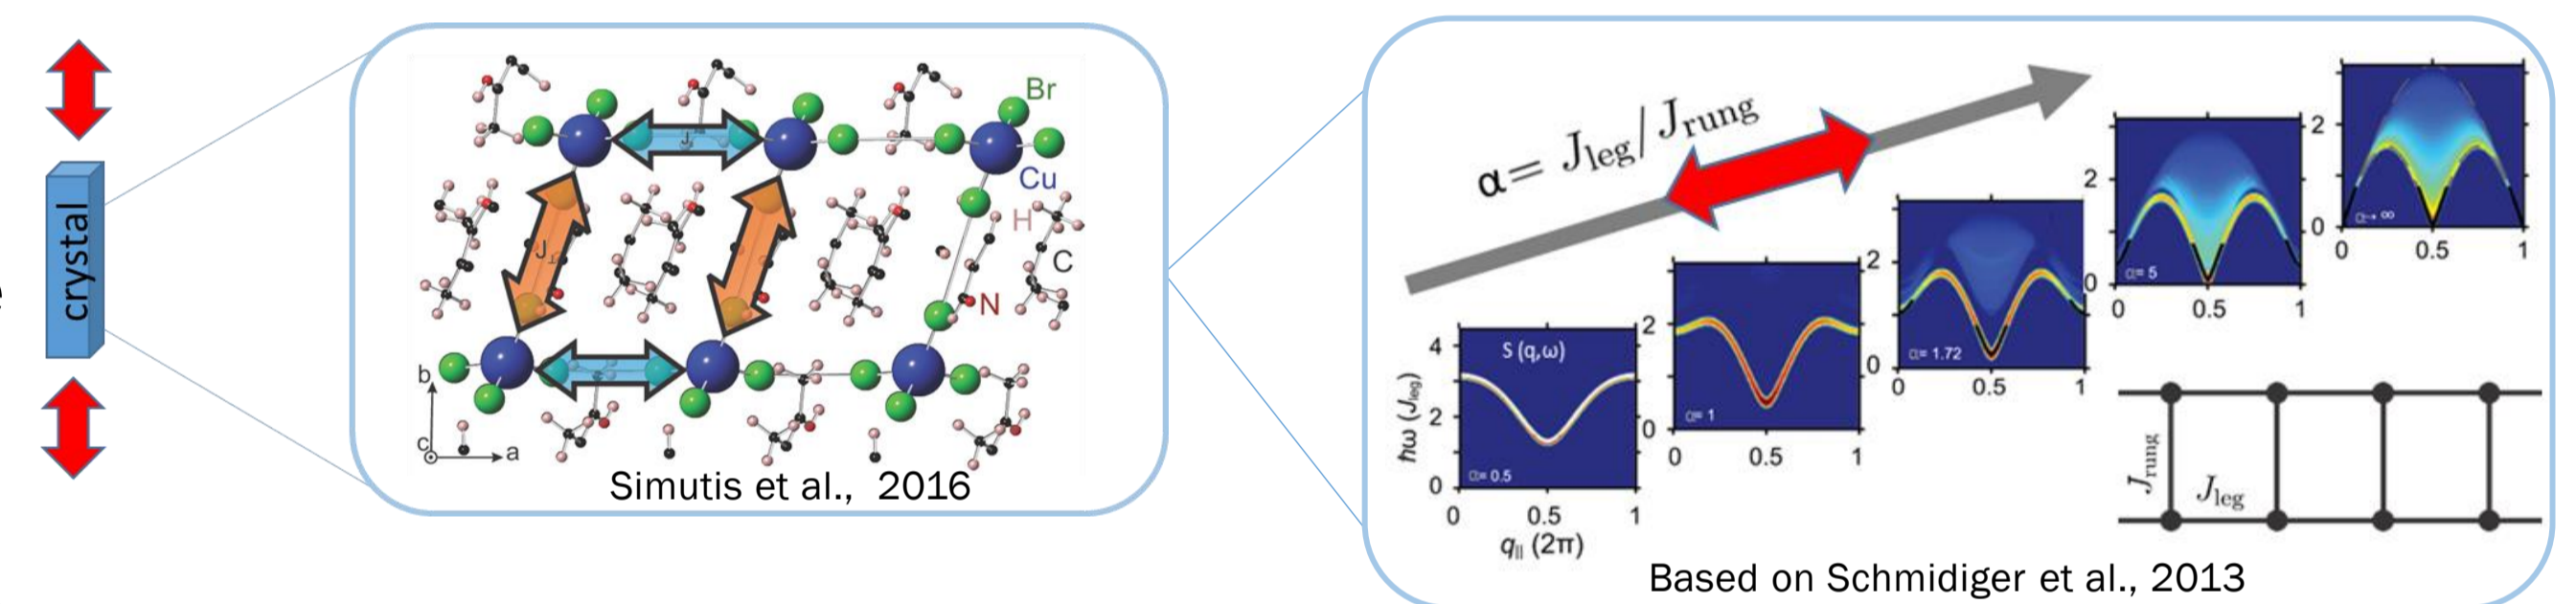 crystal
Br
Cu
H
C
N
J
J⊥
b
c
a
Simutis et al., 2016
α= Jleg/Jrung
ħω (Jleg)
4
2
0
S (q,ω)
α= 0.5
0 0.5 1
q|| (2π)
2
0
α= 1
0 0.5 1
2
0
α= 1.72
0 0.5 1
2
0
α= 5
0 0.5 1
2
0
α→ ∞
0 0.5 1
Jrung
Jleg
Based on Schmidiger et al., 2013